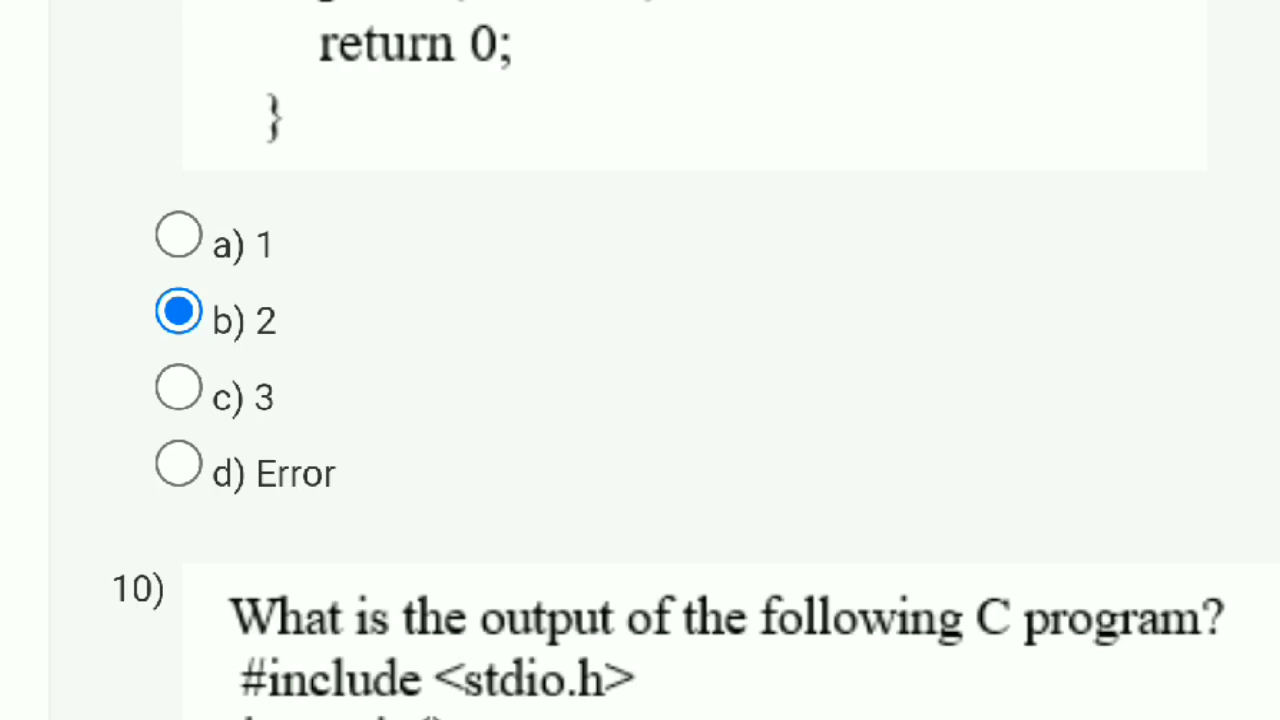 return 0;
}
a) 1
b) 2
c) 3
d) Error
10)
What is the output of the following C program?
#include <stdio.h>